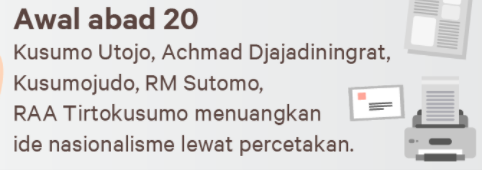 Awal abad 20
Kusumo Utojo, Achmad Djajadiningrat,
Kusumojudo, RM Sutomo,
RAA Tirtokusumo menuangkan
ide nasionalisme lewat percetakan.